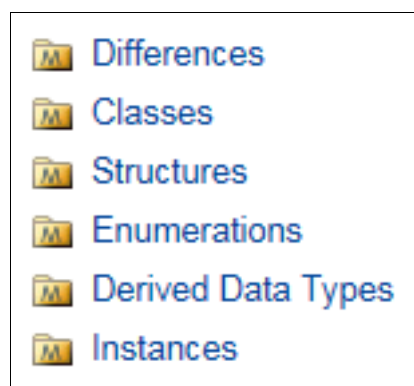 Differences
Classes
Structures
Enumerations
Derived Data Types
Instances